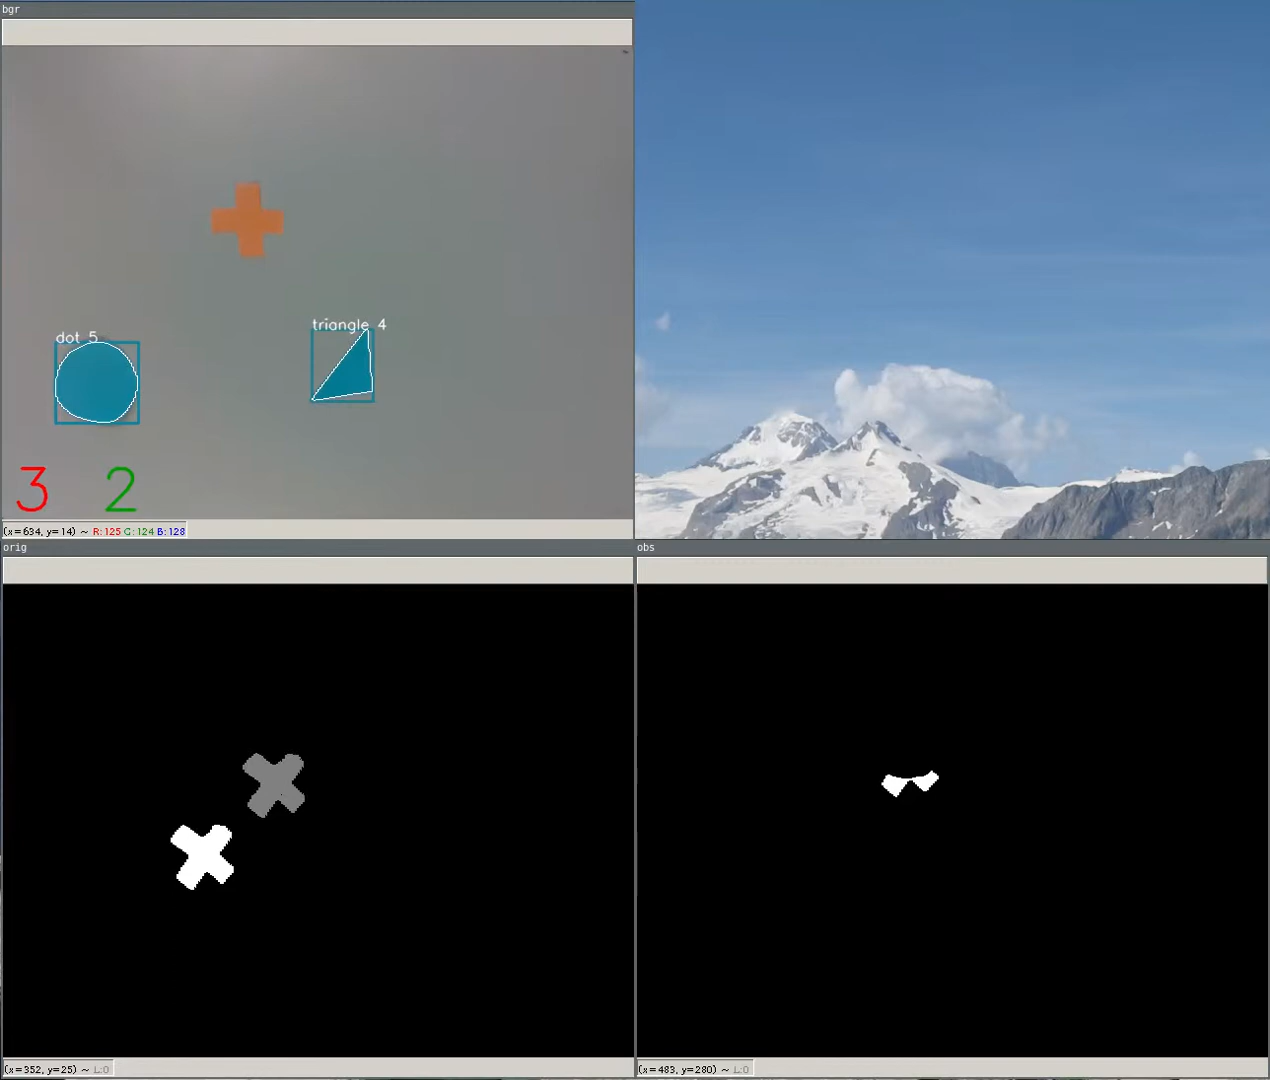 bgr
dot 5
triangle 4
3 2
(x=634, y=14) ~ R:125 G:124 B:128
orig
obs
(x=352, y=25) ~ L:0
(x=483, y=280) ~ L:0